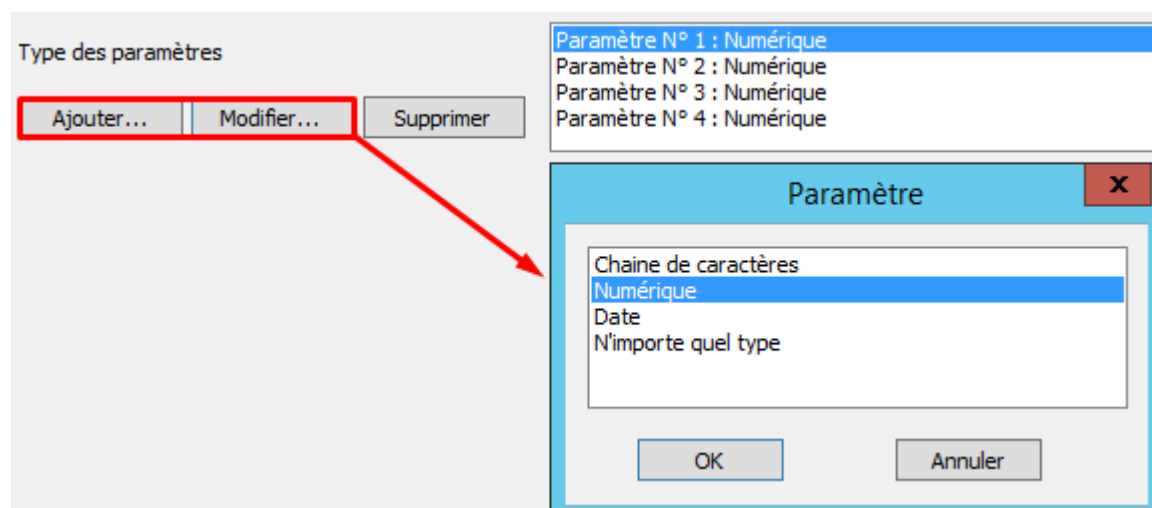 Type des paramètres
Ajouter... Modifier... Supprimer
Paramètre N° 1 : Numérique
Paramètre N° 2 : Numérique
Paramètre N° 3 : Numérique
Paramètre N° 4 : Numérique
Paramètre x
Chaine de caractères
Numérique
Date
N'importe quel type
OK Annuler